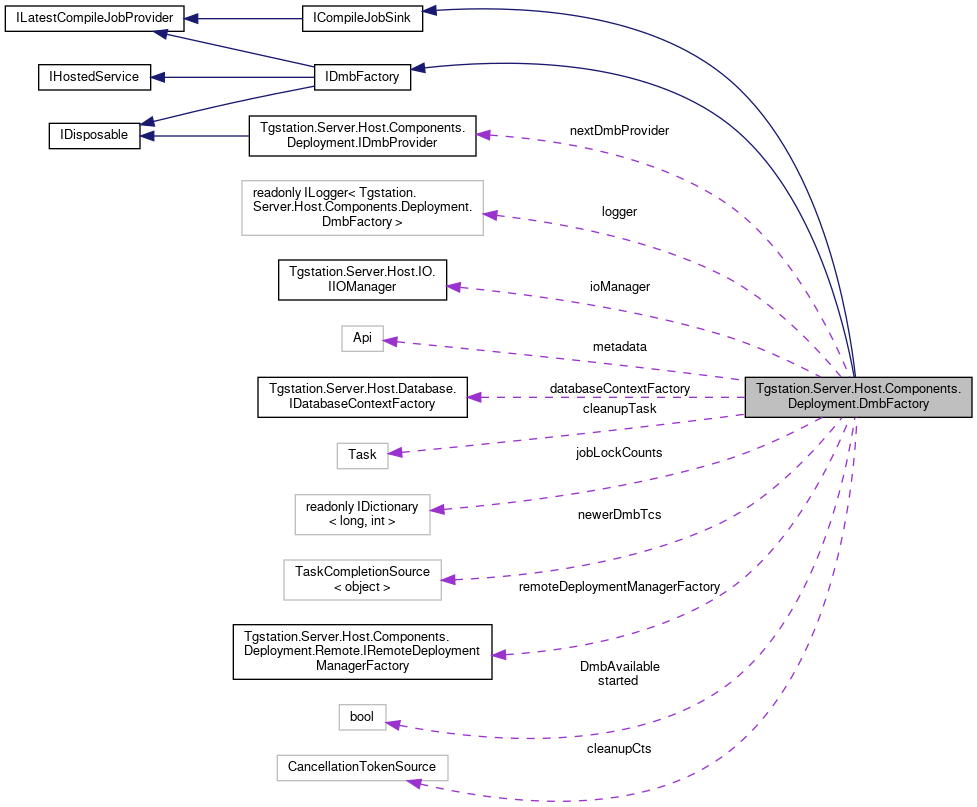 ILatestCompileJobProvider
ICompileJobSink
IHostedService
IDmbFactory
IDisposable
Tgstation.Server.Host.Components.
Deployment.IDmbProvider
nextDmbProvider
readonly ILogger< Tgstation.
Server.Host.Components.Deployment.
DmbFactory >
logger
Tgstation.Server.Host.IO.
IIOManager
ioManager
Api
metadata
Tgstation.Server.Host.Database.
IDatabaseContextFactory
databaseContextFactory
Tgstation.Server.Host.Components.
Deployment.DmbFactory
cleanupTask
Task
jobLockCounts
readonly IDictionary
< long, int >
newerDmbTcs
TaskCompletionSource
< object >
remoteDeploymentManagerFactory
Tgstation.Server.Host.Components.
Deployment.Remote.IRemoteDeployment
ManagerFactory
DmbAvailable
started
bool
cleanupCts
CancellationTokenSource